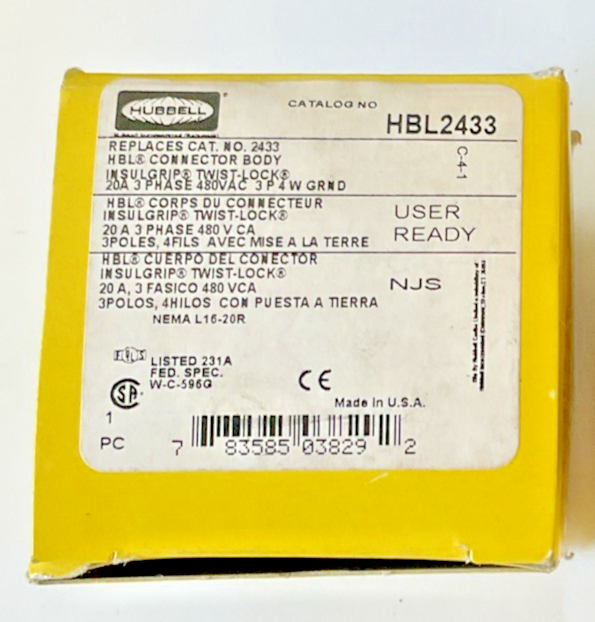 HUBBELL
CATALOG NO
HBL2433
REPLACES CAT. NO. 2433
HBL® CONNECTOR BODY
INSULGRIP® TWIST-LOCK®
20A 3 PHASE 480VAC 3 P 4 W GRND
C-4-1
HBL® CORPS DU CONNECTEUR
INSULGRIP® TWIST-LOCK®
20 A 3 PHASE 480 V CA
3POLES, 4FILS AVEC MISE A LA TERRE
USER
READY
HBL® CUERPO DEL CONECTOR
INSULGRIP® TWIST-LOCK®
20 A, 3 FASICO 480 VCA
3POLOS, 4HILOS CON PUESTA A TIERRA
NJS
NEMA L16-20R
LISTED 231A
FED. SPEC.
W-C-596G
CE
Made in U.S.A.
1
PC
7 83585 03829 2